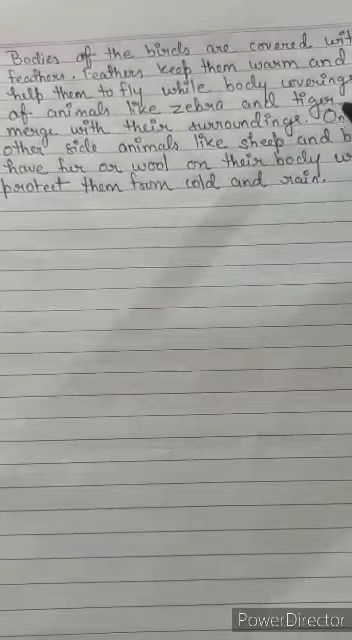 Bodies of the birds are covered wit
feathers. Feathers keep them warm and
help them to fly while body coverings
of animals like zebra and tiger
merge with their surroundings. On
other side animals like sheep and b
have fur or wool on their body w
protect them from cold and rain.
PowerDirector